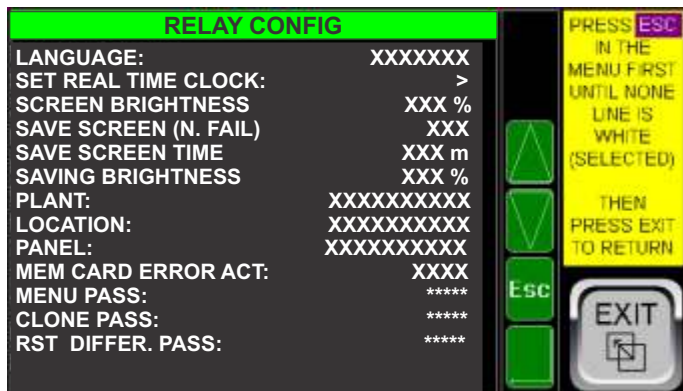 RELAY CONFIG
LANGUAGE: XXXXXXX
SET REAL TIME CLOCK: >
SCREEN BRIGHTNESS XXX %
SAVE SCREEN (N. FAIL) XXX
SAVE SCREEN TIME XXX m
SAVING BRIGHTNESS XXX %
PLANT: XXXXXXXXXX
LOCATION: XXXXXXXXXX
PANEL: XXXXXXXXXX
MEM CARD ERROR ACT: XXXX
MENU PASS: *****
CLONE PASS: *****
RST DIFFER. PASS: *****
Esc
PRESS ESC
IN THE
MENU FIRST
UNTIL NONE
LINE IS
WHITE
(SELECTED)
THEN
PRESS EXIT
TO RETURN
EXIT